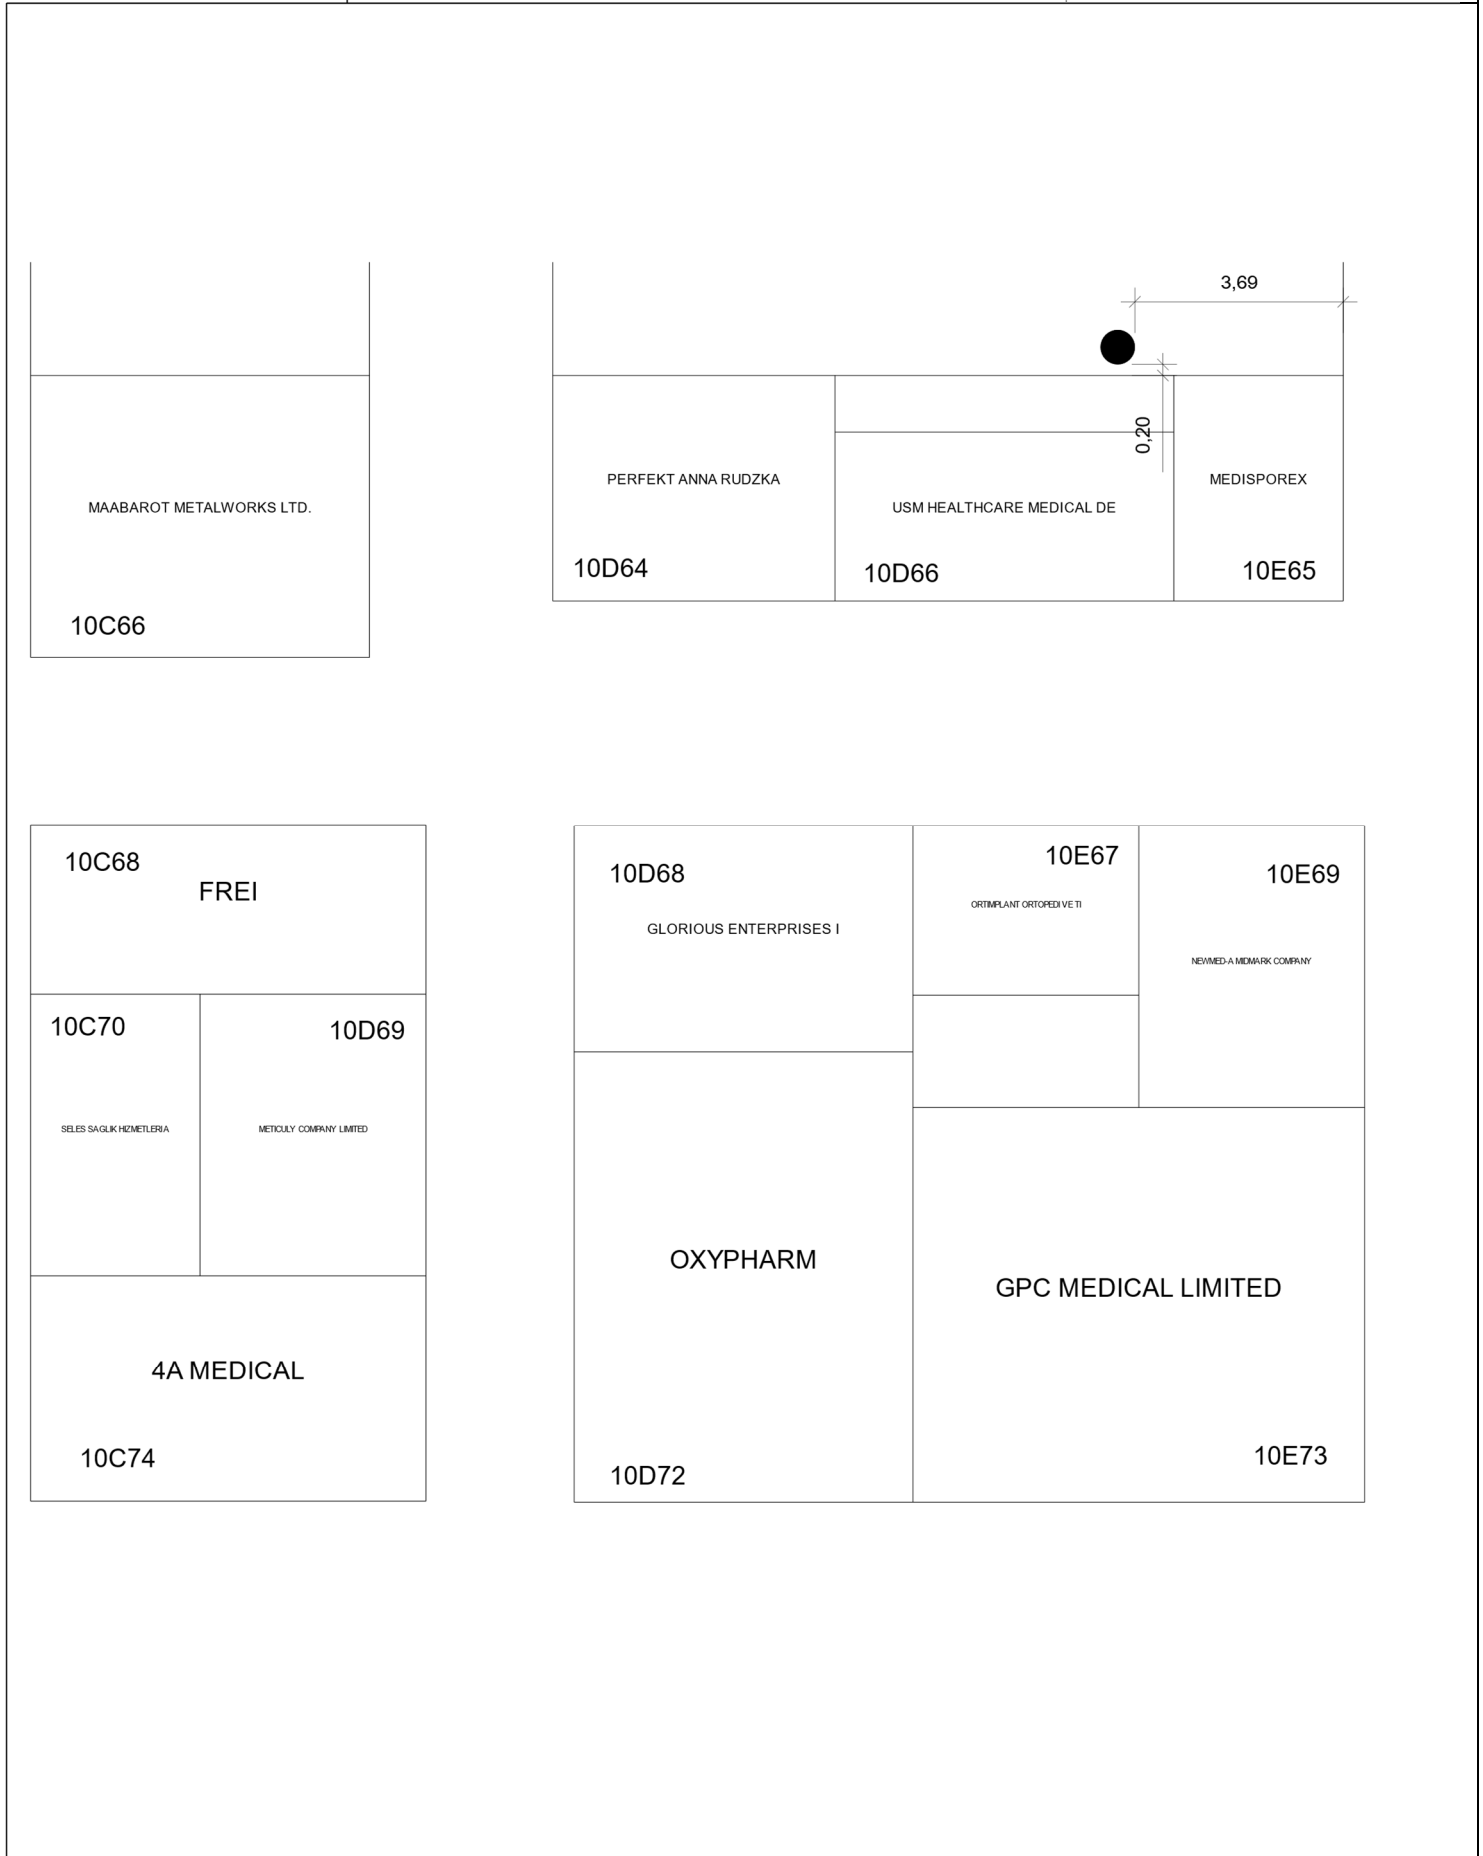 3,69
0,20
PERFEKT ANNA RUDZKA
MEDISPOREX
MAABAROT METALWORKS LTD.
USM HEALTHCARE MEDICAL DE
10D64
10D66
10E65
10C66
10C68
FREI
10D68
10E67
10E69
ORTIMPLANT ORTOPEDI VE TI
GLORIOUS ENTERPRISES I
NEWMED-A MIDMARK COMPANY
10C70
10D69
SELES SAGLIK HIZMETLERI A
METICULY COMPANY LIMITED
OXYPHARM
GPC MEDICAL LIMITED
4A MEDICAL
10C74
10D72
10E73